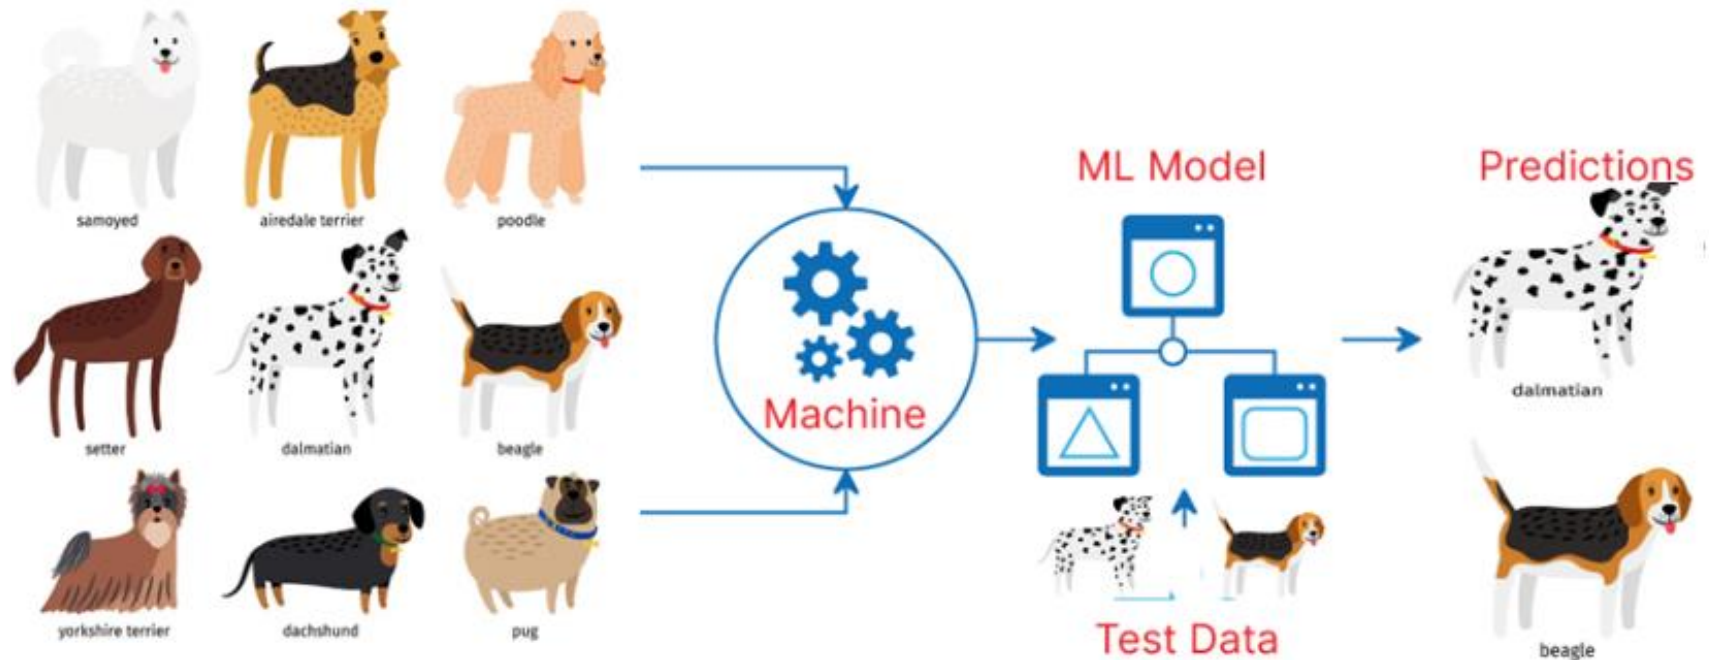 samoyed
airedale terrier
poodle
setter
dalmatian
beagle
yorkshire terrier
dachshund
pug
Machine
ML Model
Test Data
Predictions
dalmatian
beagle